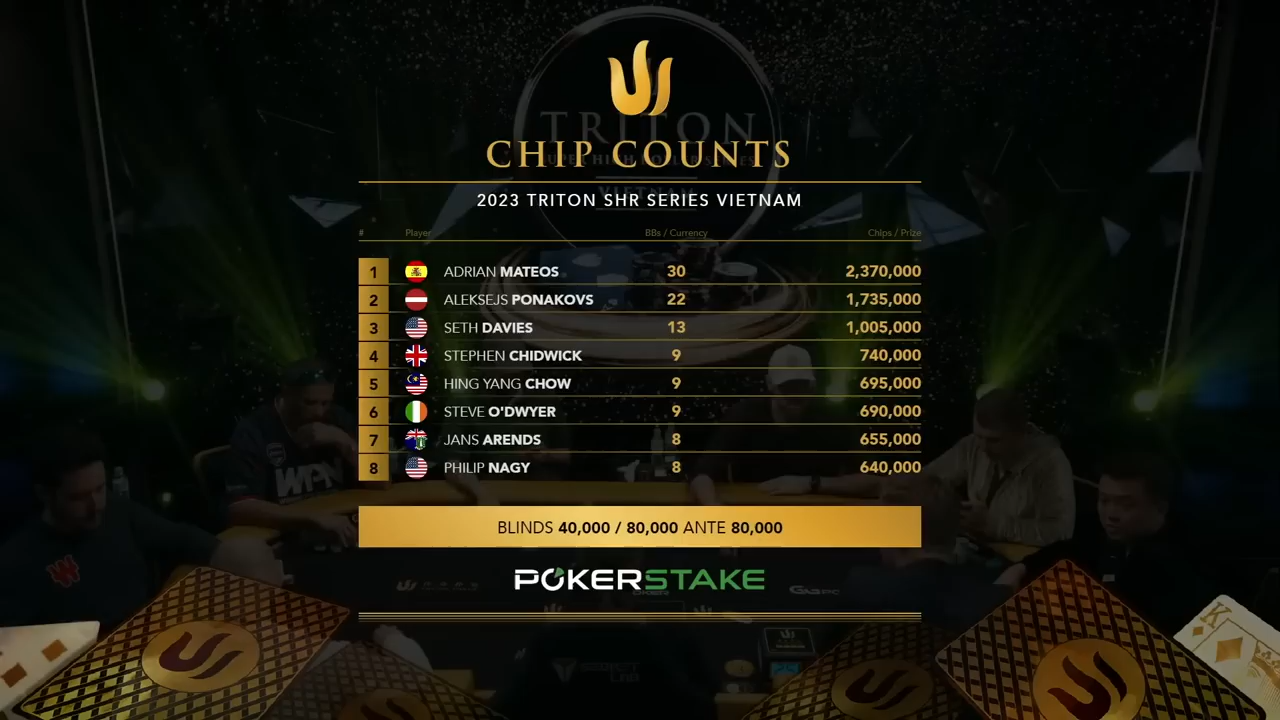 TRITON
CHIP COUNTS
VIETNAM
2023 TRITON SHR SERIES VIETNAM
# Player BBs / Currency Chips / Prize
1 ADRIAN MATEOS 30 2,370,000
2 ALEKSEJS PONAKOVS 22 1,735,000
3 SETH DAVIES 13 1,005,000
4 STEPHEN CHIDWICK 9 740,000
5 HING YANG CHOW 9 695,000
6 STEVE O'DWYER 9 690,000
7 JANS ARENDS 8 655,000
8 PHILIP NAGY 8 640,000
WPN
BLINDS 40,000 / 80,000 ANTE 80,000
POKERSTAKE
K